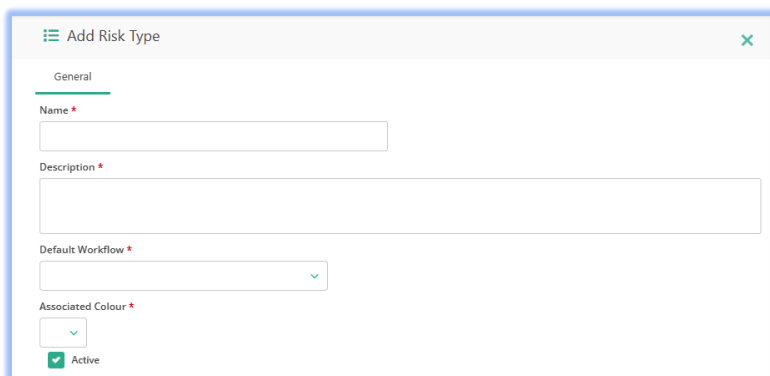 Add Risk Type
General
Name *
Description *
Default Workflow *
Associated Colour *
Active